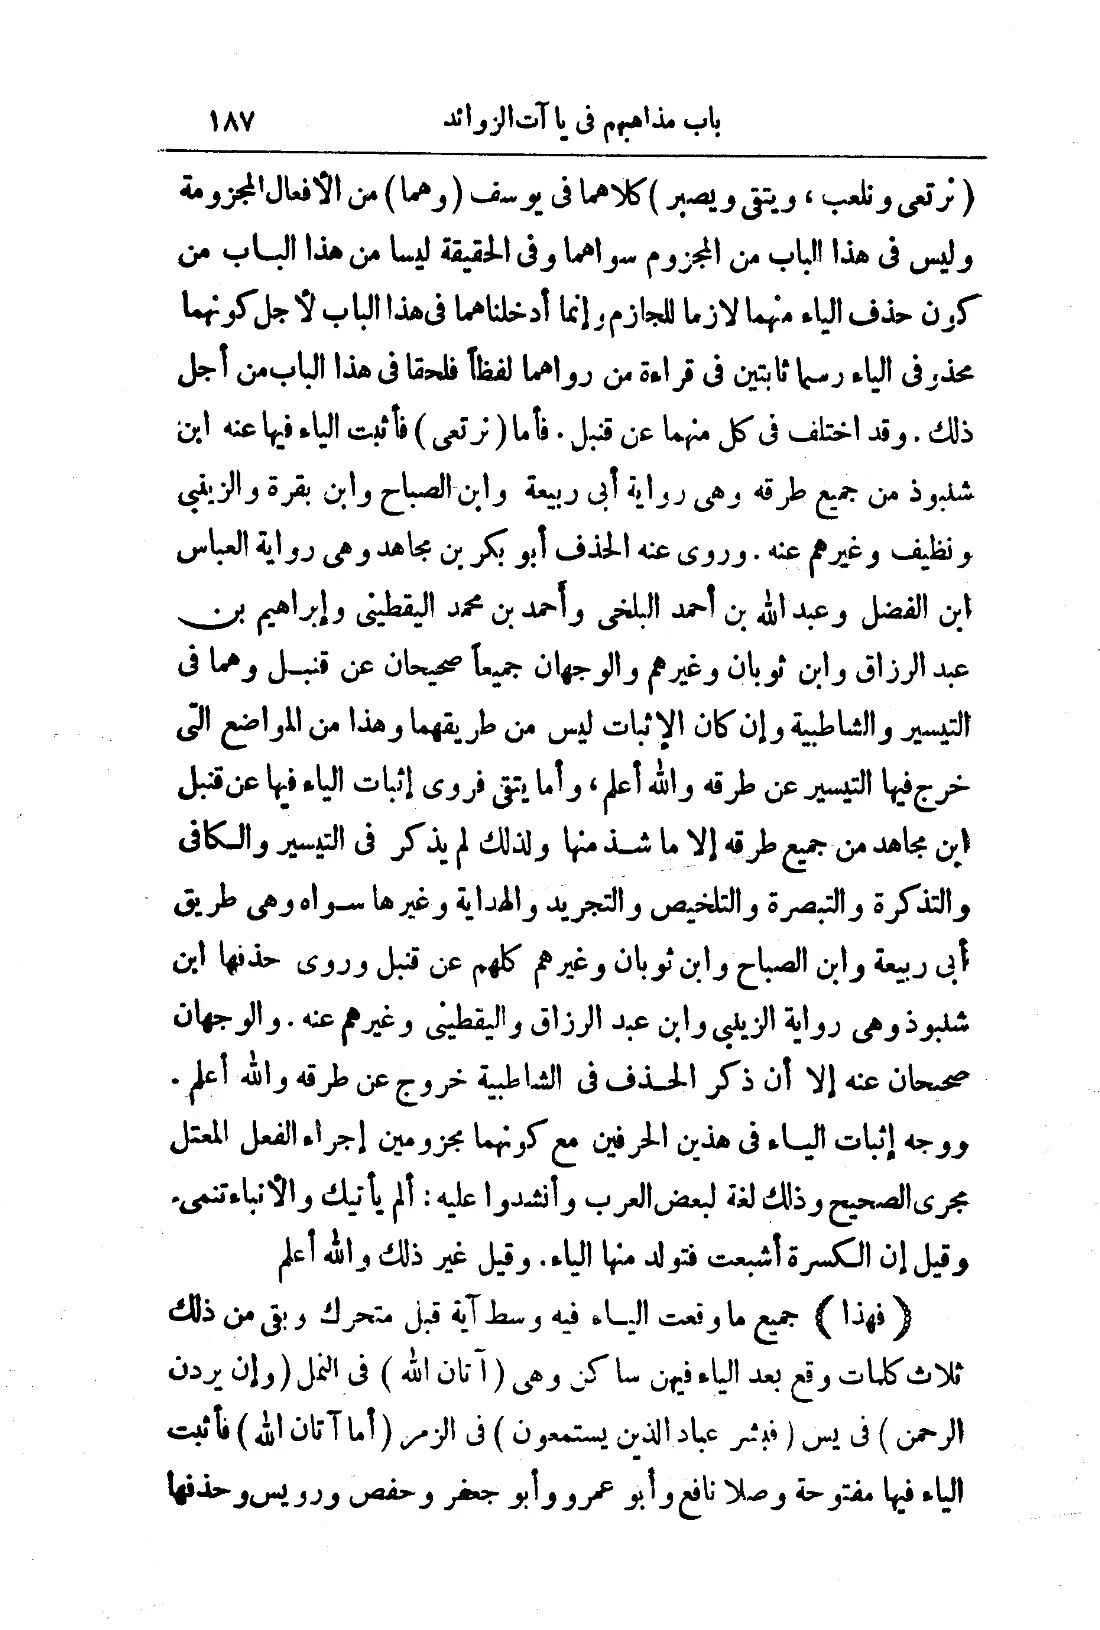 باب مذاهبهم فى ياآت الزوائد ١٨٧
( نرتعى ونلعب ، ويتقى ويصبر ) كلاهما فى يوسف ( وهما ) من الأفعال المجزومة
وليس فى هذا الباب من المجزوم سواهما وفى الحقيقة ليسا من هذا البـاب من
كون حذف الياء منهما لازما للجازم وإنما أدخلناهما فى هذا الباب لأجل كونهما
محذوفى الياء رسما ثابتين فى قراءة من رواهما لفظاً فلحقا فى هذا الباب من أجل
ذلك . وقد اختلف فى كل منهما عن قنبل . فأما ( نرتعى ) فأثبت الياء فيها عنه ابن
شنبوذ من جميع طرقه وهى رواية أبى ربيعة وابن الصباح وابن بقرة والزينبي
ونظيف وغيرهم عنه . وروى عنه الحذف أبو بكر بن مجاهد وهى رواية العباس
ابن الفضل وعبد الله بن أحمد البلخى وأحمد بن محمد اليقطينى وإبراهيم بن
عبد الرزاق وابن ثوبان وغيرهم والوجهان جميعاً صحيحان عن قنبـل وهما فى
التيسير والشاطبية وإن كان الإثبات ليس من طريقهما وهذا من المواضع التى
خرج فيها التيسير عن طرقه والله أعلم ، وأما يتقى فروى إثبات الياء فيها عن قنبل
ابن مجاهد من جميع طرقه إلا ما شـذ منها ولذلك لم يذكر فى التيسير والـكافى
والتذكرة والتبصرة والتلخيص والتجريد والهداية وغيرها سـواه وهى طريق
أبى ربيعة وابن الصباح وابن ثوبان وغيرهم كلهم عن قنبل وروى حذفها ابن
شنبوذ وهى رواية الزينبي وابن عبد الرزاق واليقطينى وغيرهم عنه . والوجهان
صحيحان عنه إلا أن ذكر الحـذف فى الشاطبية خروج عن طرقه والله أعلم .
ووجه إثبات اليـاء فى هذين الحرفين مع كونهما مجزومين إجراء الفعل المعتل
مجرى الصحيح وذلك لغة لبعض العرب وأنشدوا عليه : ألم يأتيك والأنباء تنمى .
وقيل إن الـكسرة أشبعت فتولد منها الياء . وقيل غير ذلك والله أعلم
( فهذا ) جميع ما وقعت اليـاء فيه وسط آية قبل متحرك وبقى من ذلك
ثلاث كلمات وقع بعد الياء فيهن ساكن وهى ( آتان الله ) فى النمل ( وإن يردن
الرحمن ) فى يس ( فبشر عباد الذين يستمعون ) فى الزمر ( أما آتان الله ) فأثبت
الياء فيها مفتوحة وصلا نافع وأبو عمرو وأبو جعفر وحفص ورويس وحذفها